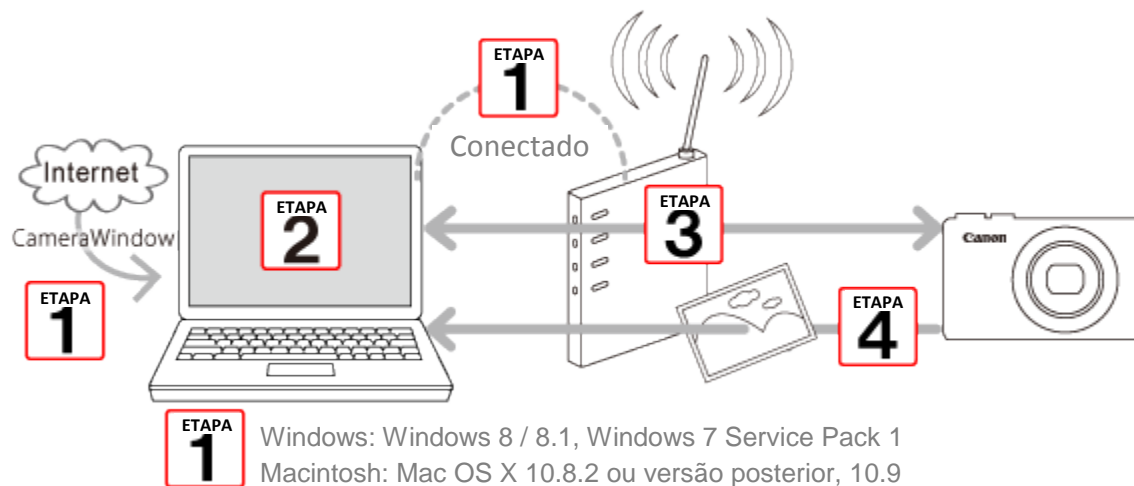 ETAPA
1
Conectado
Internet
CameraWindow
ETAPA
1
ETAPA
2
ETAPA
3
Canon
ETAPA
4
ETAPA
1
Windows: Windows 8 / 8.1, Windows 7 Service Pack 1
Macintosh: Mac OS X 10.8.2 ou versão posterior, 10.9